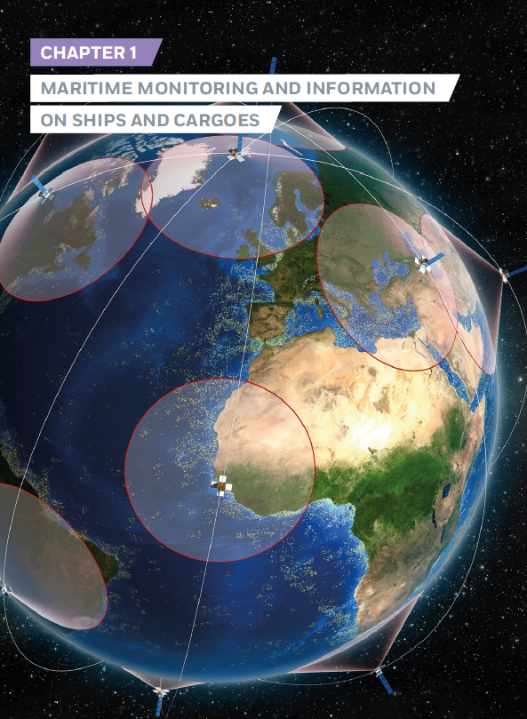 CHAPTER 1
MARITIME MONITORING AND INFORMATION
ON SHIPS AND CARGOES